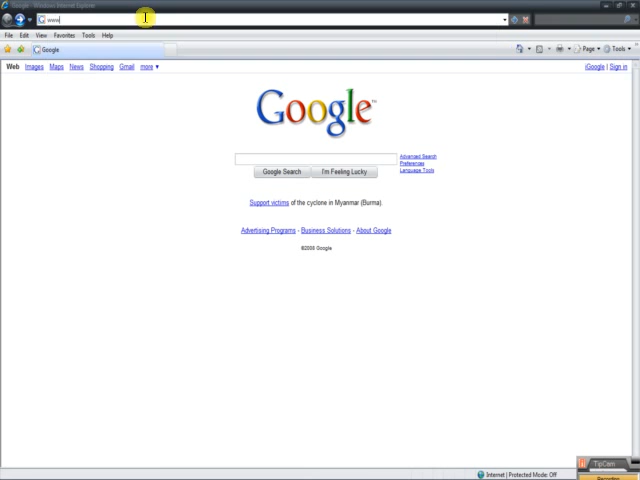 Google - Windows Internet Explorer
www
File Edit View Favorites Tools Help
Google
Page Tools
Web Images Maps News Shopping Gmail more ▼
iGoogle | Sign in
Google™
Advanced Search
Preferences
Language Tools
Google Search I'm Feeling Lucky
Support victims of the cyclone in Myanmar (Burma).
Advertising Programs - Business Solutions - About Google
©2008 Google
TipCam
Internet | Protected Mode: Off
Recording